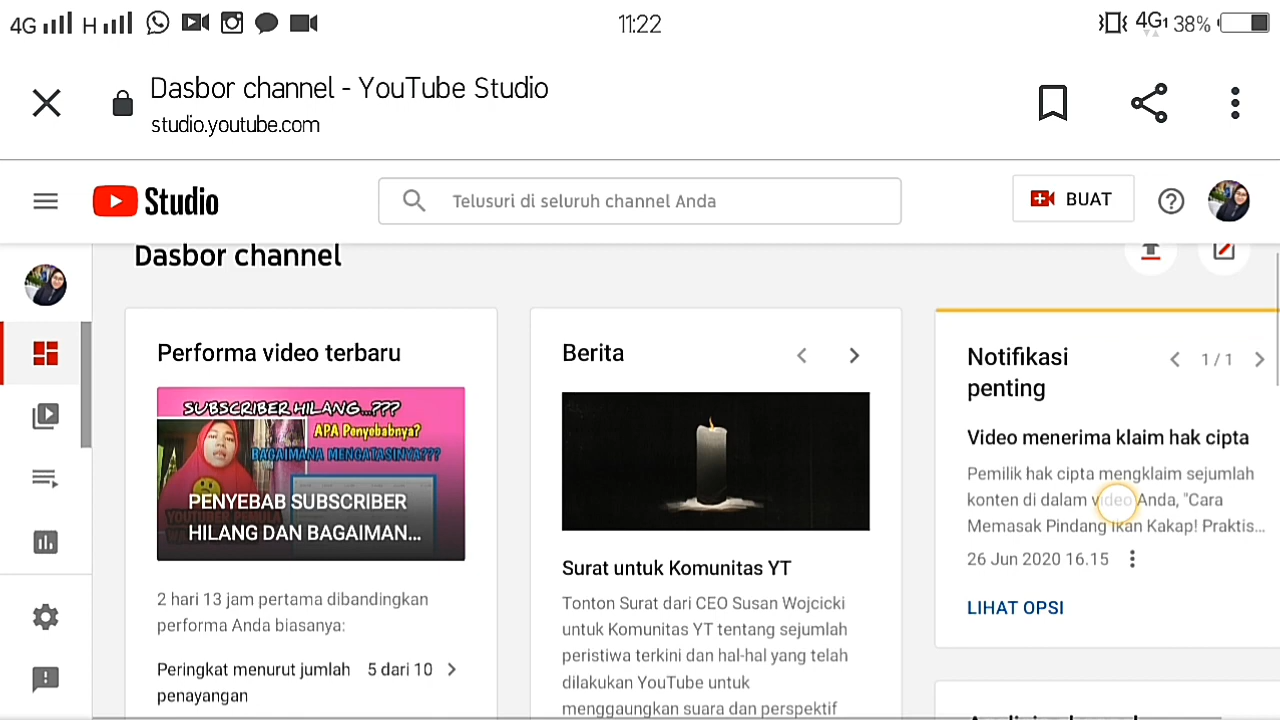 4G H 11:22 4G1 38%
Dasbor channel - YouTube Studio
studio.youtube.com
Studio
Telusuri di seluruh channel Anda
BUAT
Dasbor channel
Performa video terbaru
SUBSCRIBER HILANG...???
APA Penyebabnya?
BAGAIMANA MENGATASINYA???
PENYEBAB SUBSCRIBER
HILANG DAN BAGAIMAN...
YOUTUBER PEMULA
2 hari 13 jam pertama dibandingkan
performa Anda biasanya:
Peringkat menurut jumlah 5 dari 10
penayangan
Berita
Surat untuk Komunitas YT
Tonton Surat dari CEO Susan Wojcicki
untuk Komunitas YT tentang sejumlah
peristiwa terkini dan hal-hal yang telah
dilakukan YouTube untuk
menggaungkan suara dan perspektif
Notifikasi 1 / 1
penting
Video menerima klaim hak cipta
Pemilik hak cipta mengklaim sejumlah
konten di dalam video Anda, "Cara
Memasak Pindang Ikan Kakap! Praktis...
26 Jun 2020 16.15
LIHAT OPSI